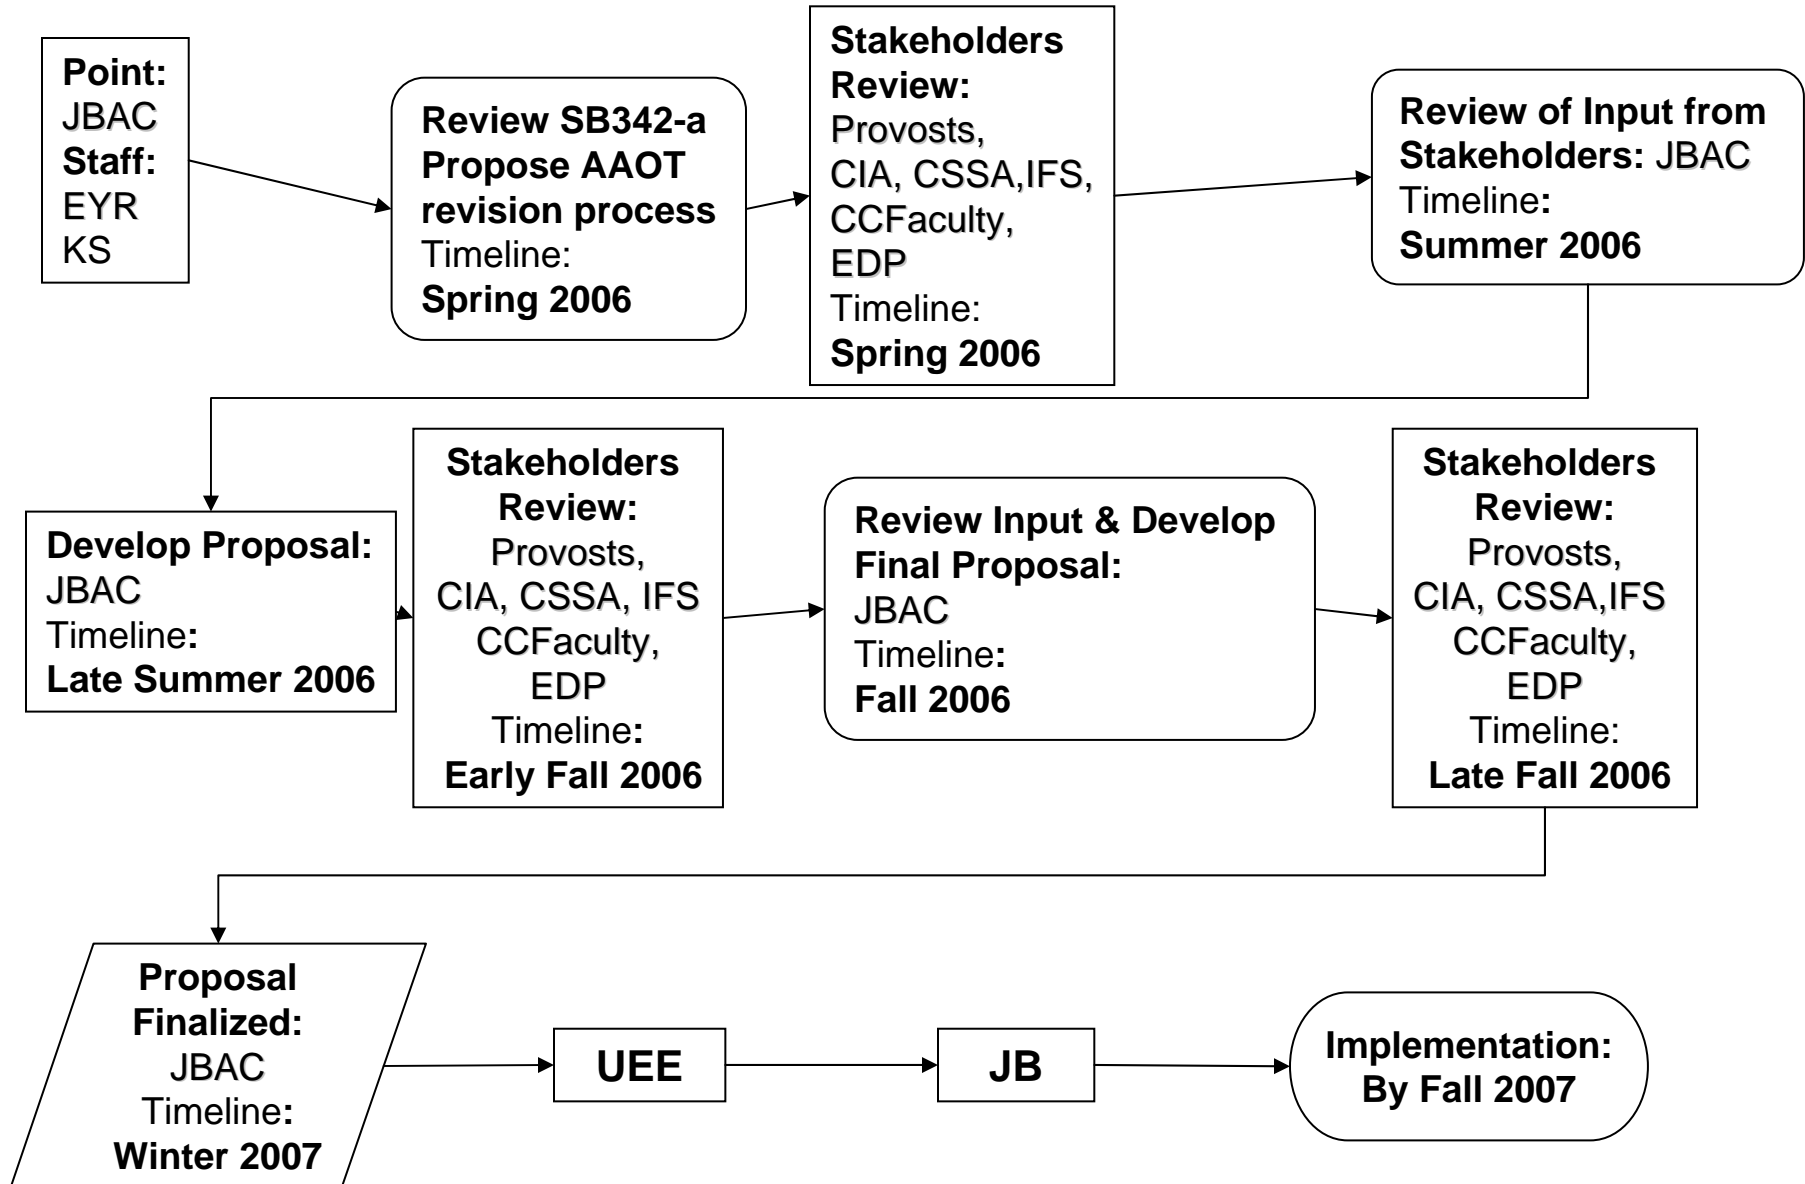 Point:
JBAC
Staff:
EYR
KS
Review SB342-a
Propose AAOT
revision process
Timeline:
Spring 2006
Stakeholders
Review:
Provosts,
CIA, CSSA,IFS,
CCFaculty,
EDP
Timeline:
Spring 2006
Review of Input from
Stakeholders: JBAC
Timeline:
Summer 2006
Develop Proposal:
JBAC
Timeline:
Late Summer 2006
Stakeholders
Review:
Provosts,
CIA, CSSA, IFS
CCFaculty,
EDP
Timeline:
Early Fall 2006
Review Input & Develop
Final Proposal:
JBAC
Timeline:
Fall 2006
Stakeholders
Review:
Provosts,
CIA, CSSA,IFS
CCFaculty,
EDP
Timeline:
Late Fall 2006
Proposal
Finalized:
JBAC
Timeline:
Winter 2007
UEE
JB
Implementation:
By Fall 2007